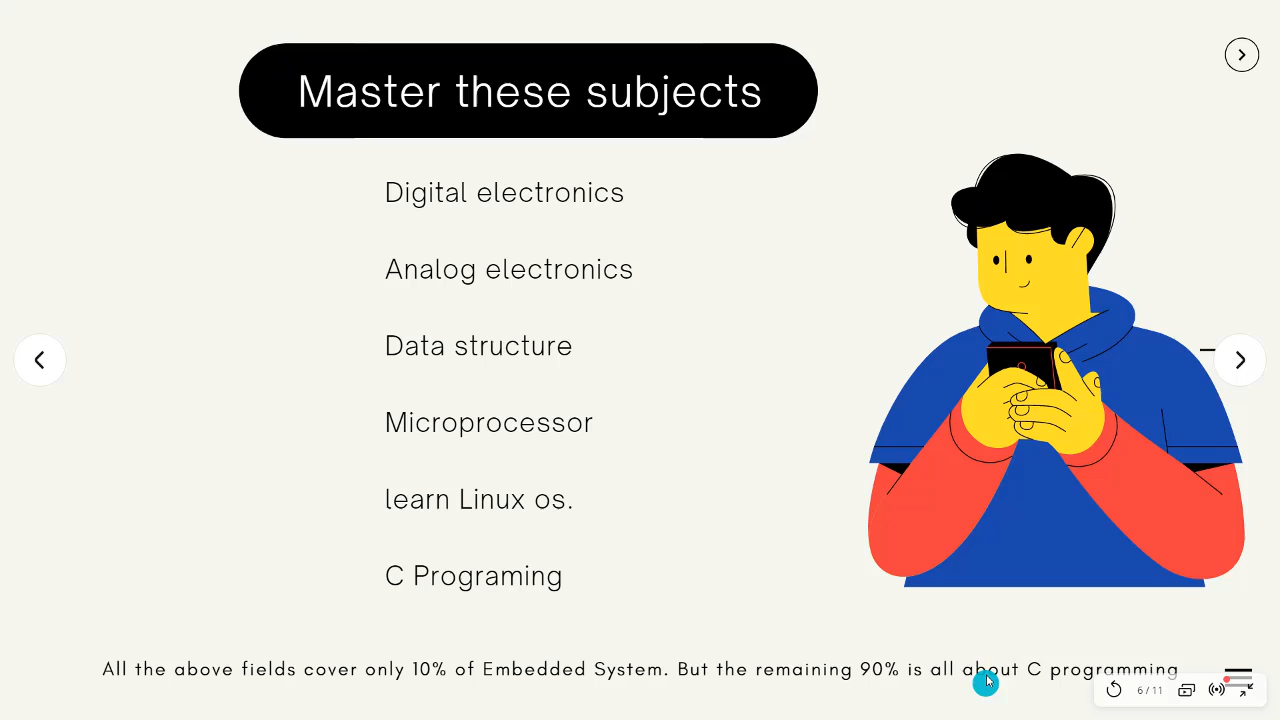 Master these subjects
Digital electronics
Analog electronics
Data structure
Microprocessor
learn Linux os.
C Programing
All the above fields cover only 10% of Embedded System. But the remaining 90% is all about C programming
6/11